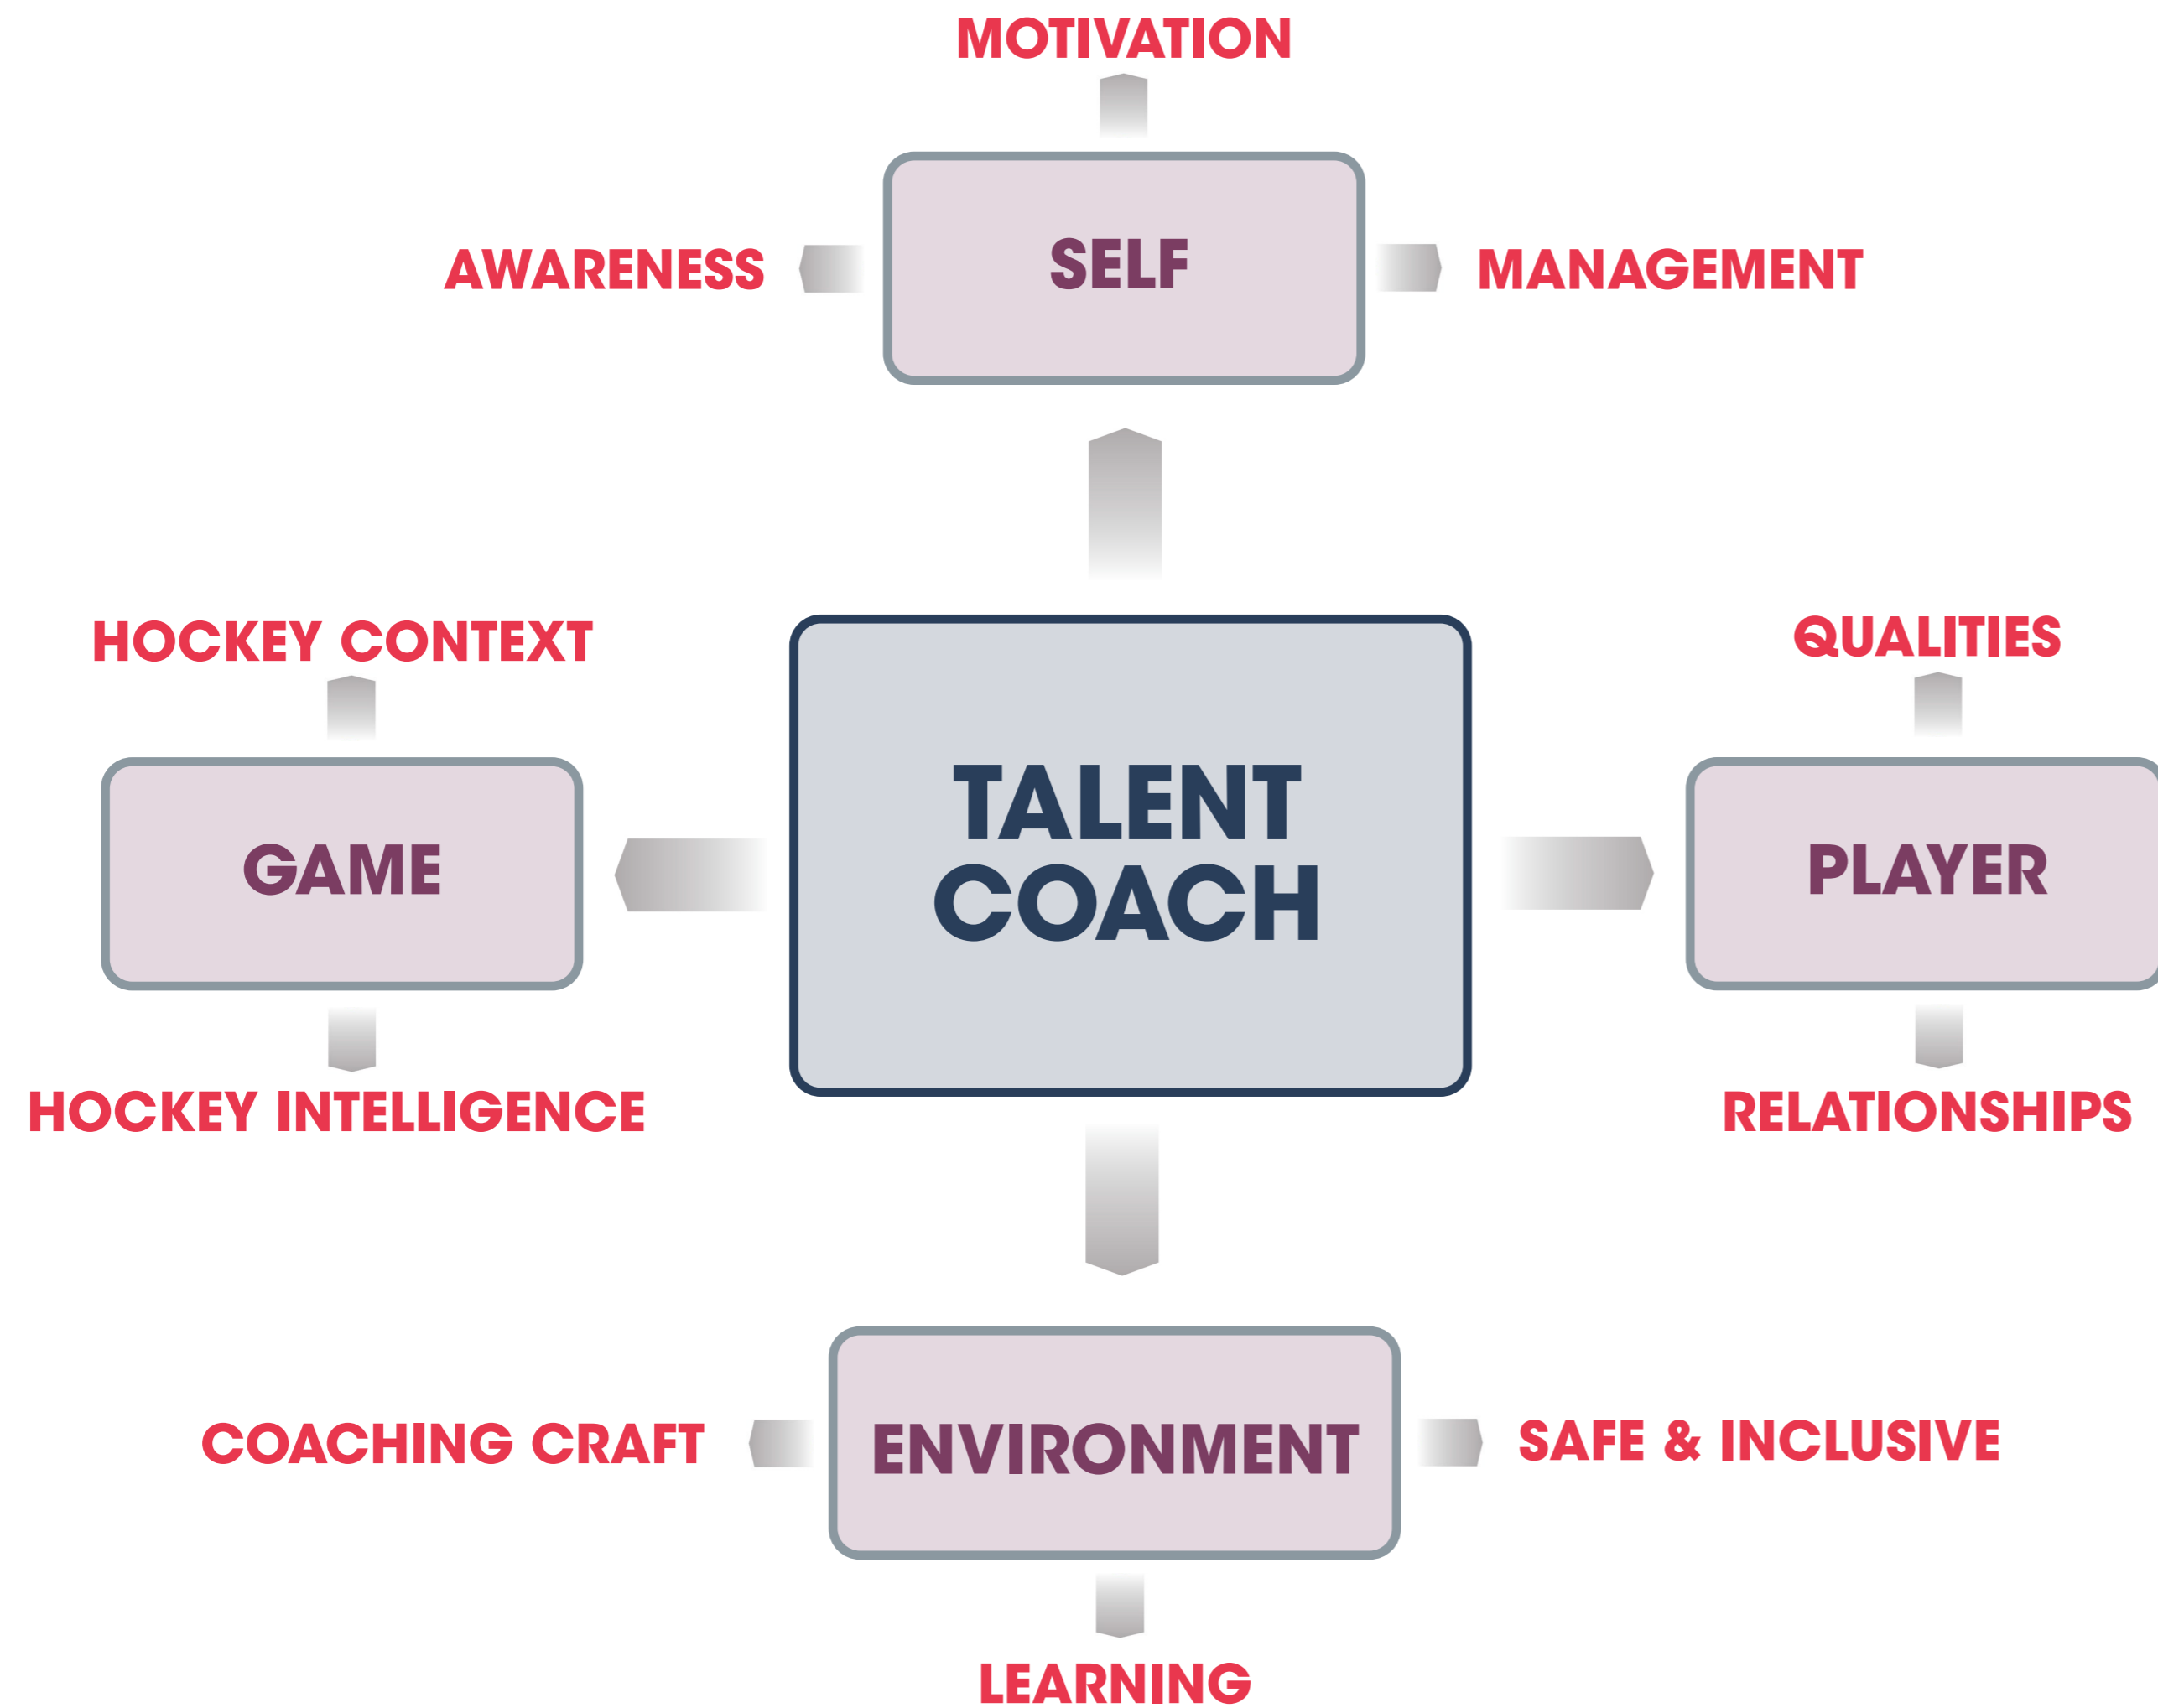 MOTIVATION
AWARENESS
SELF
MANAGEMENT
HOCKEY CONTEXT
QUALITIES
GAME
TALENT
COACH
PLAYER
HOCKEY INTELLIGENCE
RELATIONSHIPS
COACHING CRAFT
ENVIRONMENT
SAFE & INCLUSIVE
LEARNING